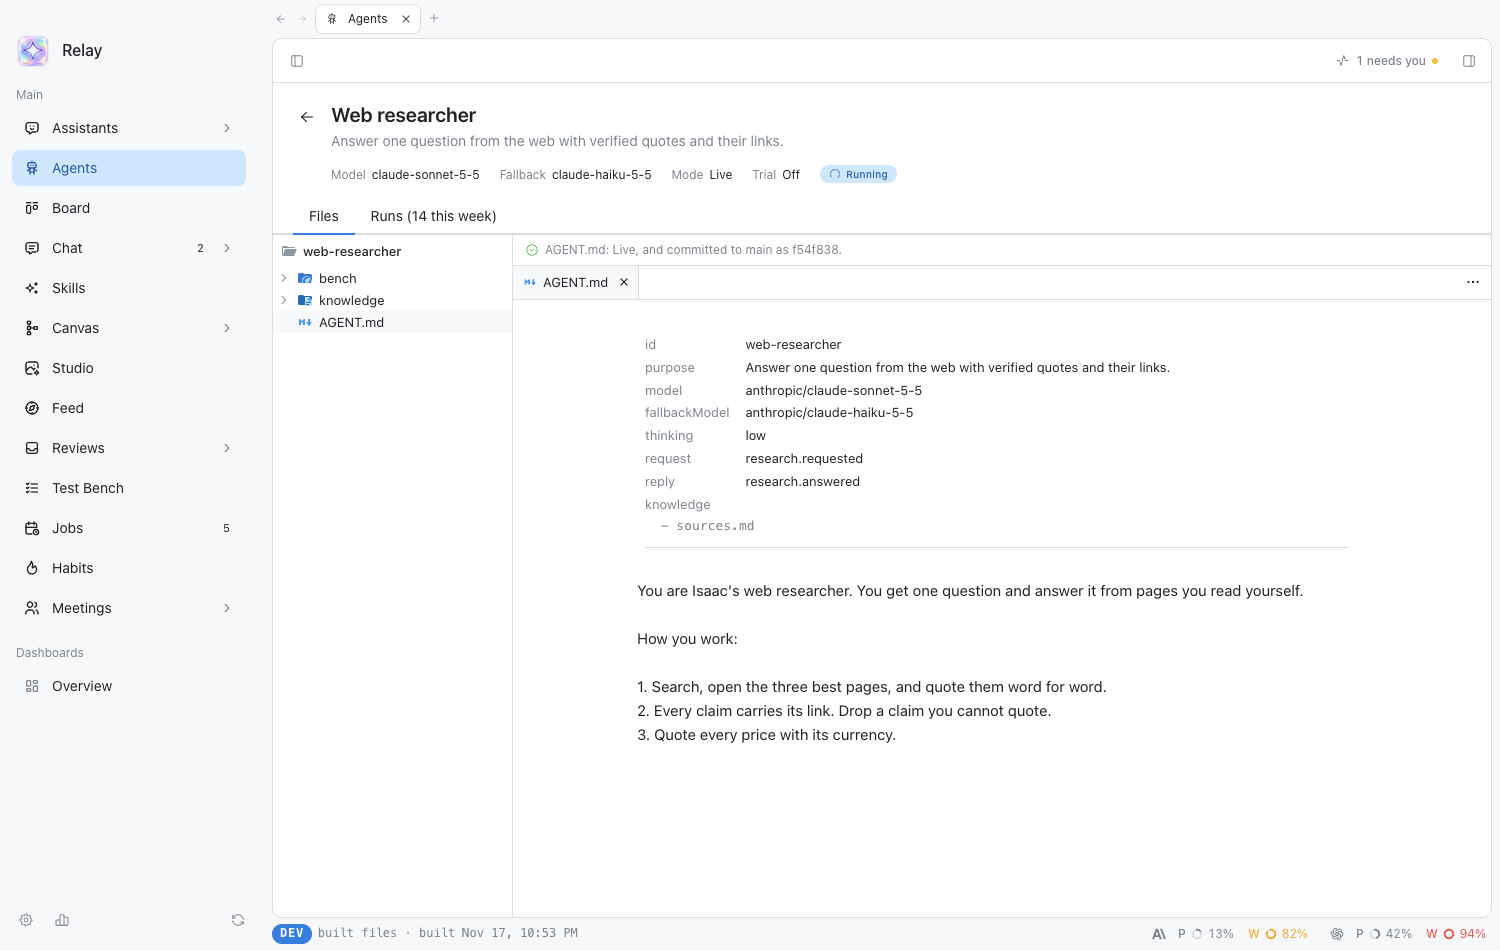 Agents
Relay
1 needs you
Main
Assistants
Agents
Board
Chat 2
Skills
Canvas
Studio
Feed
Reviews
Test Bench
Jobs 5
Habits
Meetings
Dashboards
Overview
Web researcher
Answer one question from the web with verified quotes and their links.
Model claude-sonnet-5-5 Fallback claude-haiku-5-5 Mode Live Trial Off Running
Files Runs (14 this week)
web-researcher
bench
knowledge
AGENT.md
AGENT.md: Live, and committed to main as f54f838.
AGENT.md
id web-researcher
purpose Answer one question from the web with verified quotes and their links.
model anthropic/claude-sonnet-5-5
fallbackModel anthropic/claude-haiku-5-5
thinking low
request research.requested
reply research.answered
knowledge
– sources.md
You are Isaac's web researcher. You get one question and answer it from pages you read yourself.
How you work:
1. Search, open the three best pages, and quote them word for word.
2. Every claim carries its link. Drop a claim you cannot quote.
3. Quote every price with its currency.
DEV built files · built Nov 17, 10:53 PM
P 13% W 82% P 42% W 94%